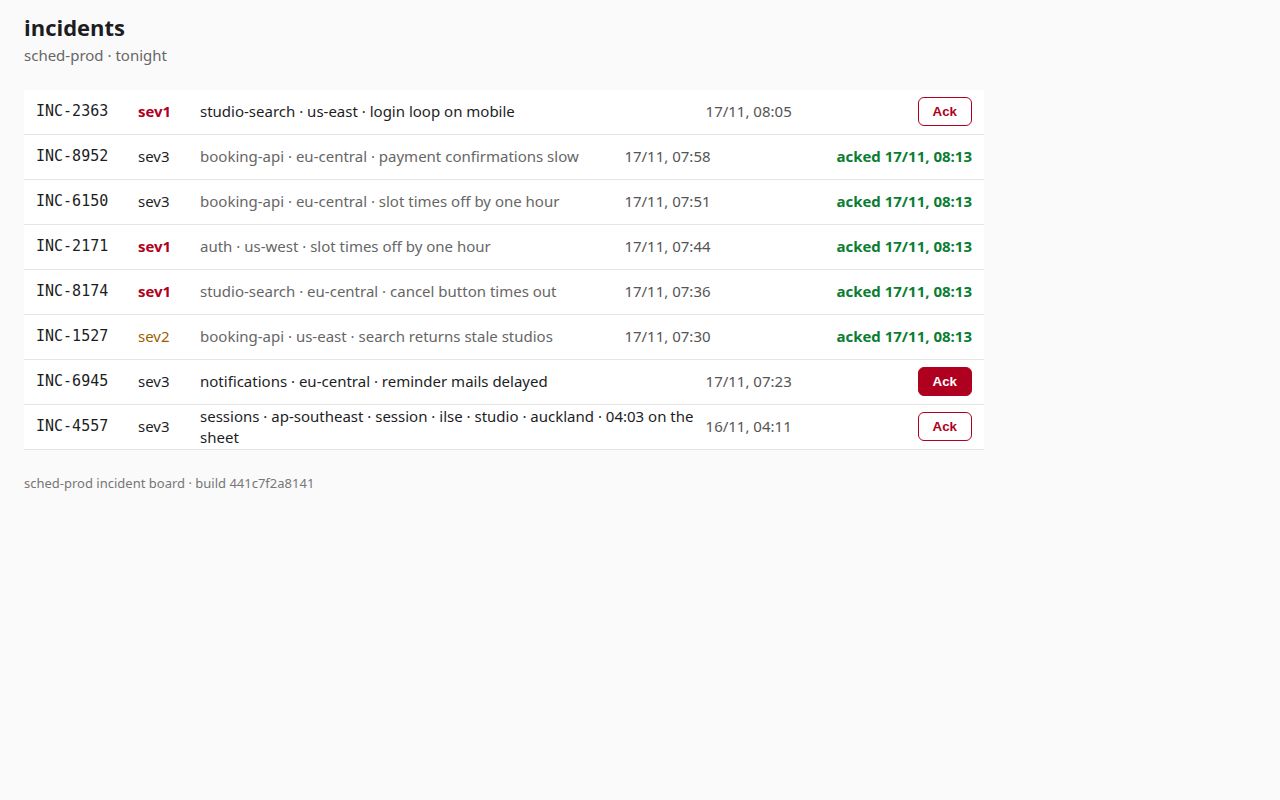 incidents
sched-prod · tonight
INC-2363 sev1 studio-search · us-east · login loop on mobile 17/11, 08:05 Ack
INC-8952 sev3 booking-api · eu-central · payment confirmations slow 17/11, 07:58 acked 17/11, 08:13
INC-6150 sev3 booking-api · eu-central · slot times off by one hour 17/11, 07:51 acked 17/11, 08:13
INC-2171 sev1 auth · us-west · slot times off by one hour 17/11, 07:44 acked 17/11, 08:13
INC-8174 sev1 studio-search · eu-central · cancel button times out 17/11, 07:36 acked 17/11, 08:13
INC-1527 sev2 booking-api · us-east · search returns stale studios 17/11, 07:30 acked 17/11, 08:13
INC-6945 sev3 notifications · eu-central · reminder mails delayed 17/11, 07:23 Ack
INC-4557 sev3 sessions · ap-southeast · session · ilse · studio · auckland · 04:03 on the 16/11, 04:11 Ack
sheet
sched-prod incident board · build 441c7f2a8141